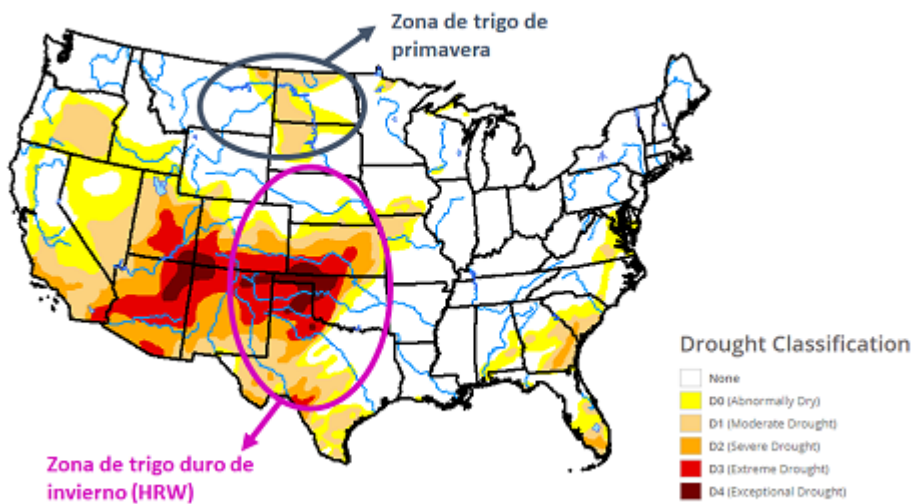 Zona de trigo de
primavera
Drought Classification
None
D0 (Abnormally Dry)
D1 (Moderate Drought)
D2 (Severe Drought)
D3 (Extreme Drought)
D4 (Exceptional Drought)
Zona de trigo duro de
invierno (HRW)